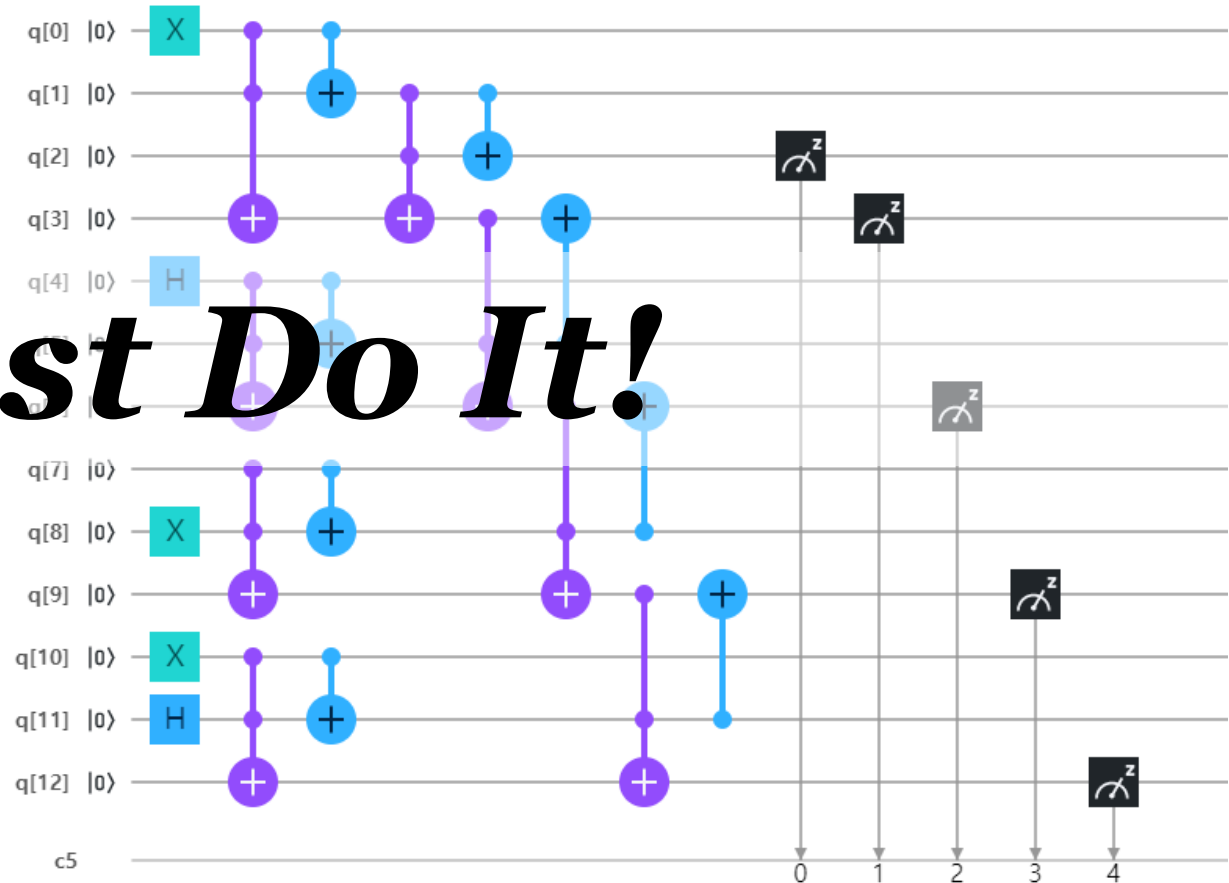 q[0] |0⟩ X
q[1] |0⟩
z
q[2] |0⟩
z
q[3] |0⟩
q[4] |0⟩ H
st Do It!
z
q[7] |0⟩
q[8] |0⟩ X
z
q[9] |0⟩
q[10] |0⟩ X
q[11] |0⟩ H
z
q[12] |0⟩
c5
0 1 2 3 4